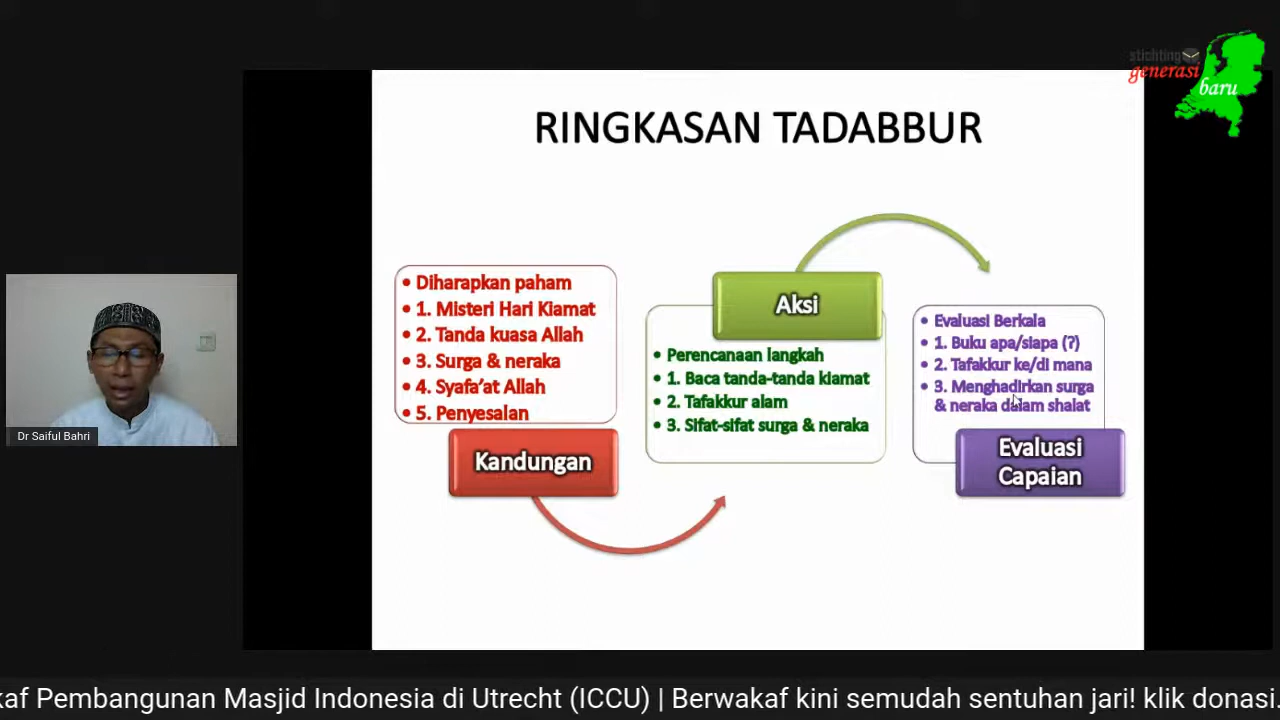 stichting
generasi
baru
RINGKASAN TADABBUR
• Diharapkan paham
• 1. Misteri Hari Kiamat
• 2. Tanda kuasa Allah
• 3. Surga & neraka
• 4. Syafa'at Allah
• 5. Penyesalan
Kandungan
Aksi
• Perencanaan langkah
• 1. Baca tanda-tanda kiamat
• 2. Tafakkur alam
• 3. Sifat-sifat surga & neraka
• Evaluasi Berkala
• 1. Buku apa/siapa (?)
• 2. Tafakkur ke/di mana
• 3. Menghadirkan surga
& neraka dalam shalat
Evaluasi
Capaian
Dr Saiful Bahri
kaf Pembangunan Masjid Indonesia di Utrecht (ICCU) | Berwakaf kini semudah sentuhan jari! klik donasi.